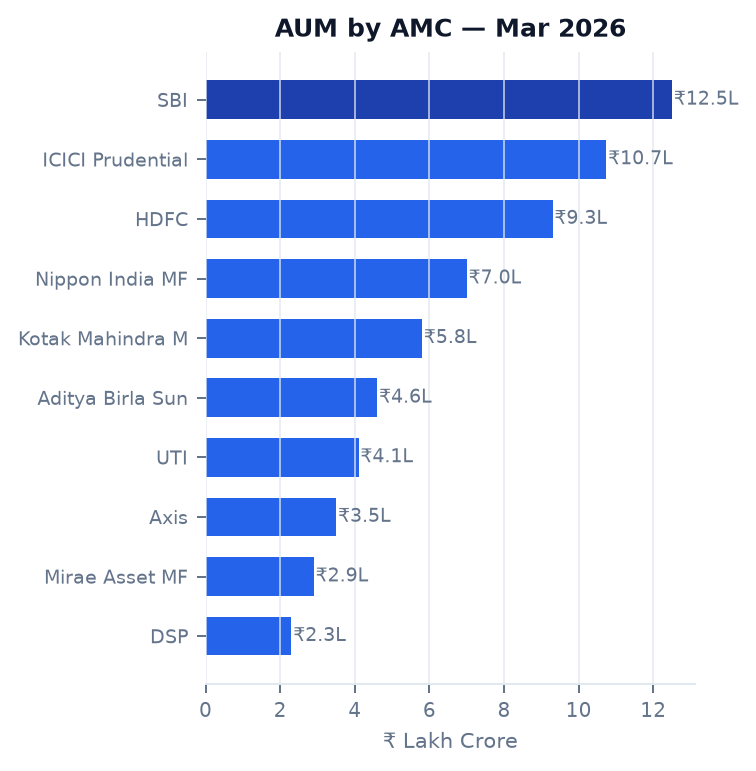 AUM by AMC — Mar 2026
SBI ₹12.5L
ICICI Prudential ₹10.7L
HDFC ₹9.3L
Nippon India MF ₹7.0L
Kotak Mahindra M ₹5.8L
Aditya Birla Sun ₹4.6L
UTI ₹4.1L
Axis ₹3.5L
Mirae Asset MF ₹2.9L
DSP ₹2.3L
0 2 4 6 8 10 12
₹ Lakh Crore